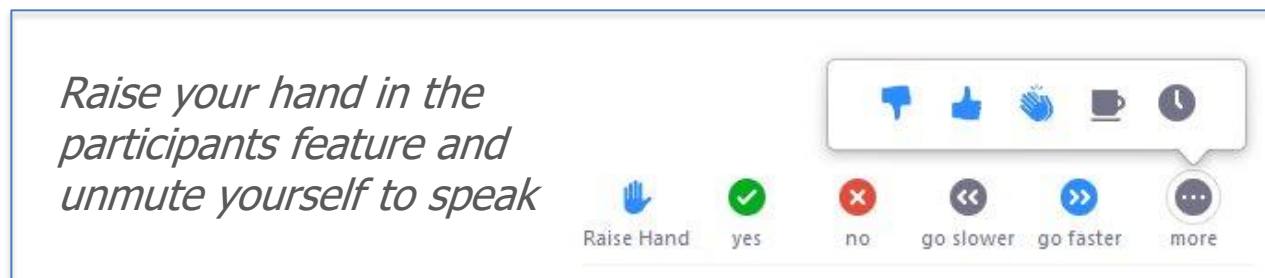 Raise your hand in the
participants feature and
unmute yourself to speak
Raise Hand yes no go slower go faster more